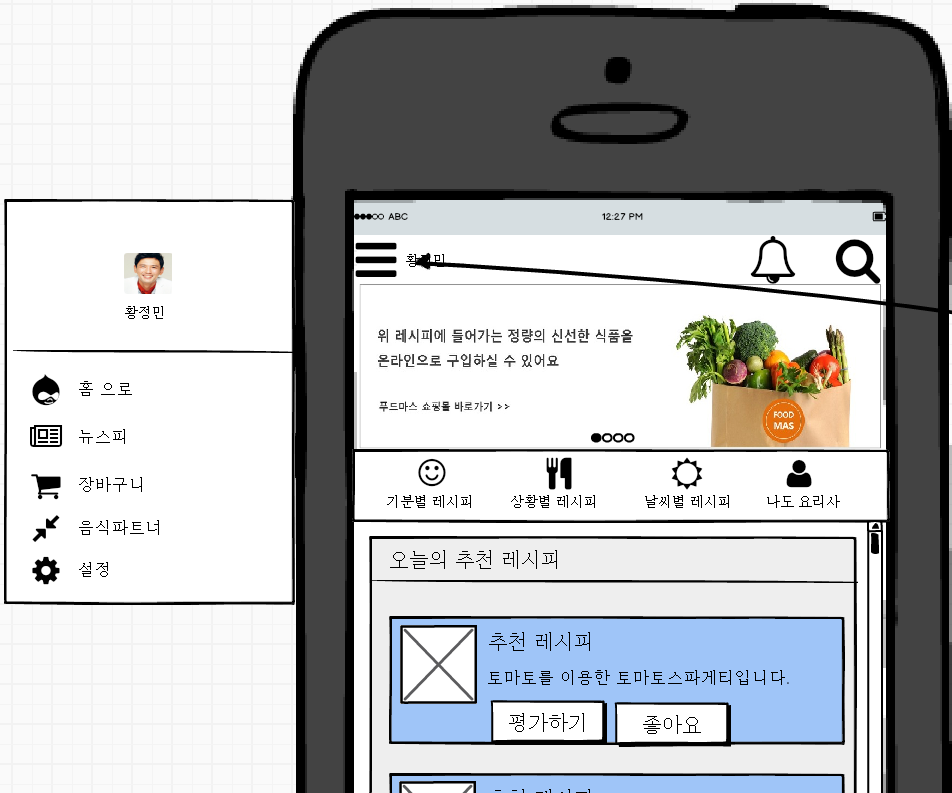 황정민
홈 으로
뉴스피
장바구니
음식파트너
설정
ABC
12:27 PM
황정민
위 레시피에 들어가는 정량의 신선한 식품을
온라인으로 구입하실 수 있어요
푸드마스 쇼핑몰 바로가기 >>
FOOD
MAS
기분별 레시피
상황별 레시피
날씨별 레시피
나도 요리사
오늘의 추천 레시피
추천 레시피
토마토를 이용한 토마토스파게티입니다.
평가하기
좋아요